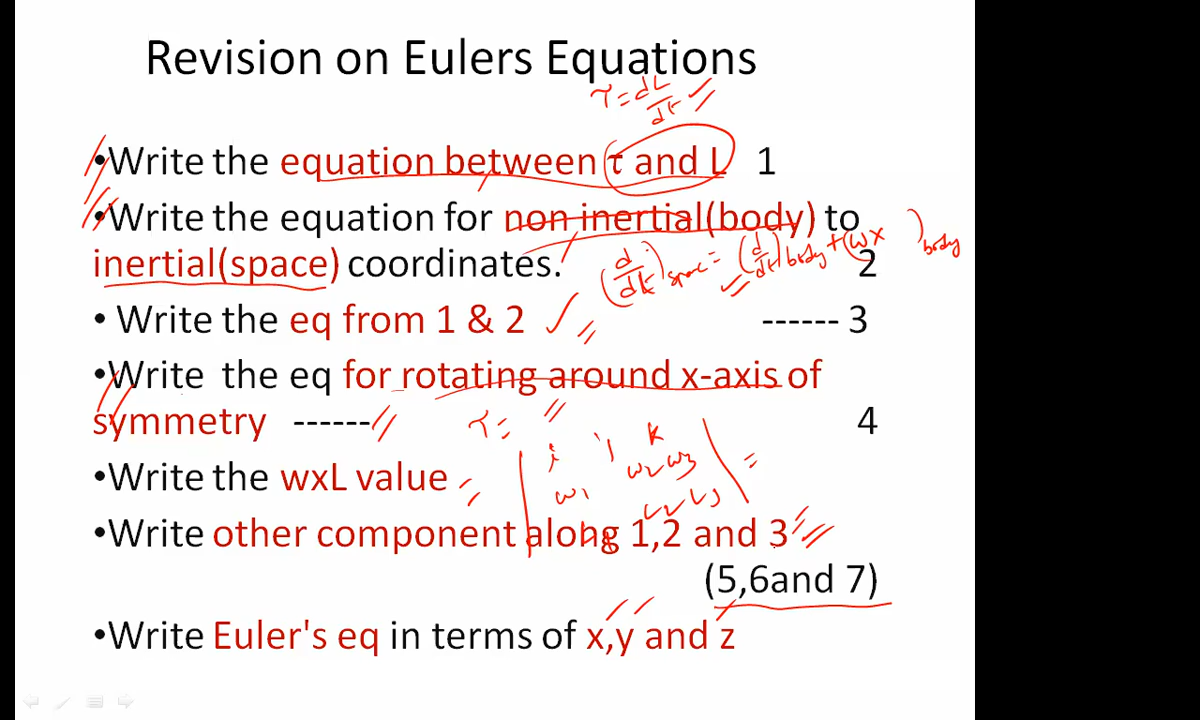 Revision on Eulers Equations
τ = dL/dt
•Write the equation between τ and L 1
•Write the equation for non inertial(body) to
inertial(space) coordinates. 2
(d/dt)space = (d/dt)body + (ωx )body
• Write the eq from 1 & 2 ------ 3
•Write the eq for rotating around x-axis of
symmetry ------ 4
τ =
i j k
•Write the wxL value
ω1 ω2 ω3
L2 L3
•Write other component along 1,2 and 3
(5,6and 7)
•Write Euler's eq in terms of x,y and z